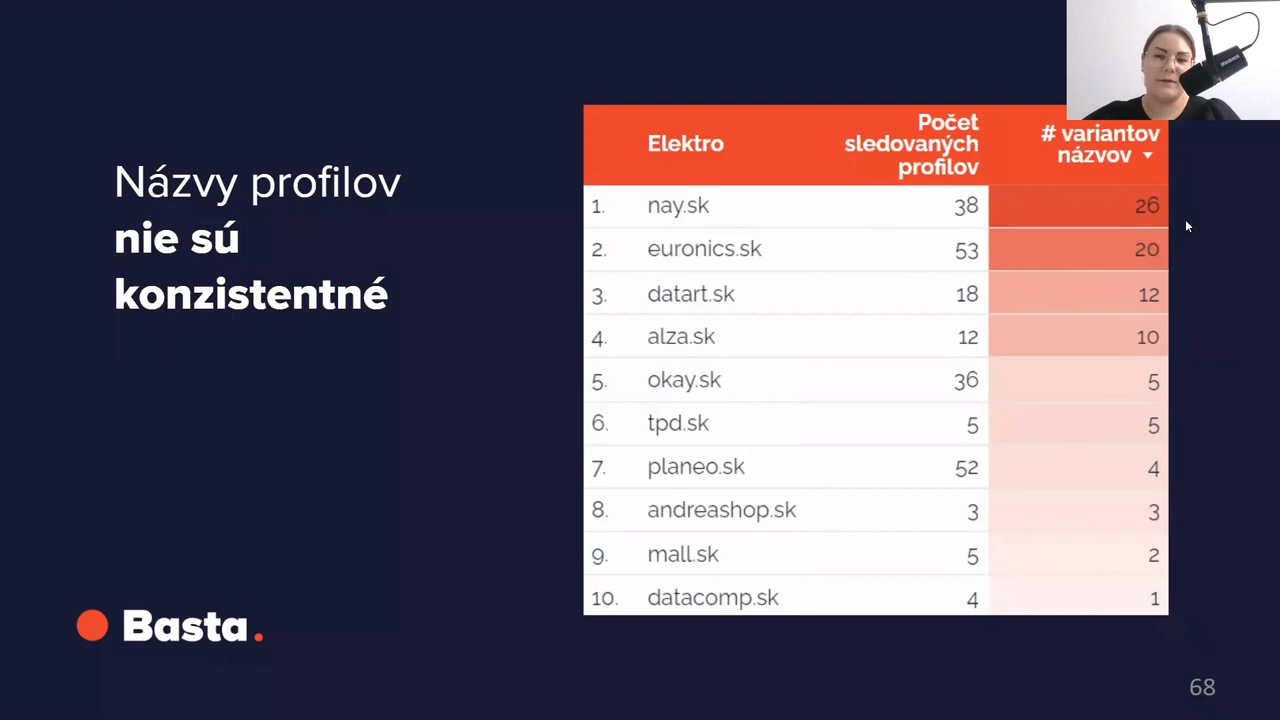 Názvy profilov
nie sú
konzistentné
Elektro Počet sledovaných profilov # variantov názvov
1. nay.sk 38 26
2. euronics.sk 53 20
3. datart.sk 18 12
4. alza.sk 12 10
5. okay.sk 36 5
6. tpd.sk 5 5
7. planeo.sk 52 4
8. andreashop.sk 3 3
9. mall.sk 5 2
10. datacomp.sk 4 1
Basta.
68